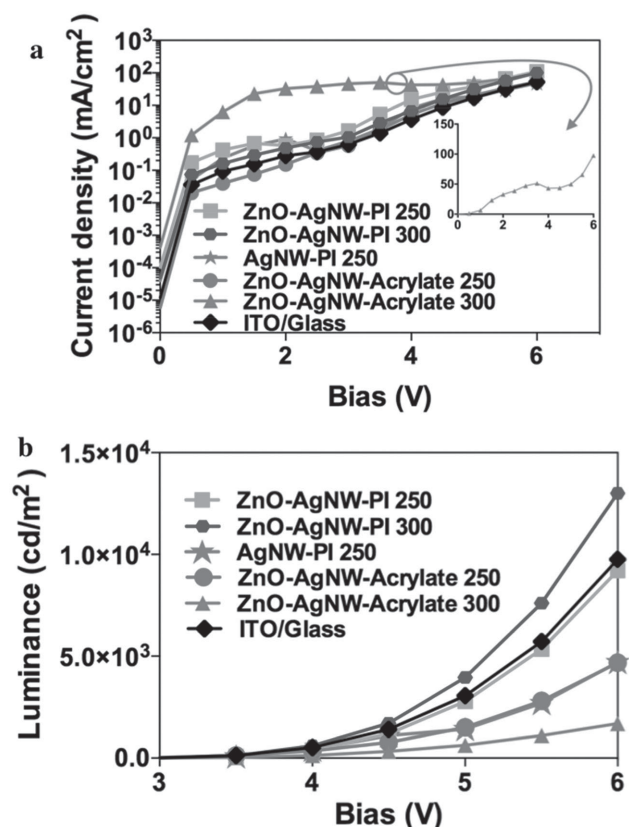 a
Current density (mA/cm²)
10³
10²
10¹
10⁰
10⁻¹
10⁻²
10⁻³
10⁻⁴
10⁻⁵
10⁻⁶
150
100
50
0
0 2 4 6
ZnO-AgNW-PI 250
ZnO-AgNW-PI 300
AgNW-PI 250
ZnO-AgNW-Acrylate 250
ZnO-AgNW-Acrylate 300
ITO/Glass
0 2 4 6
Bias (V)
b
Luminance (cd/m²)
1.5×10⁴
1.0×10⁴
5.0×10³
0.0
ZnO-AgNW-PI 250
ZnO-AgNW-PI 300
AgNW-PI 250
ZnO-AgNW-Acrylate 250
ZnO-AgNW-Acrylate 300
ITO/Glass
3 4 5 6
Bias (V)